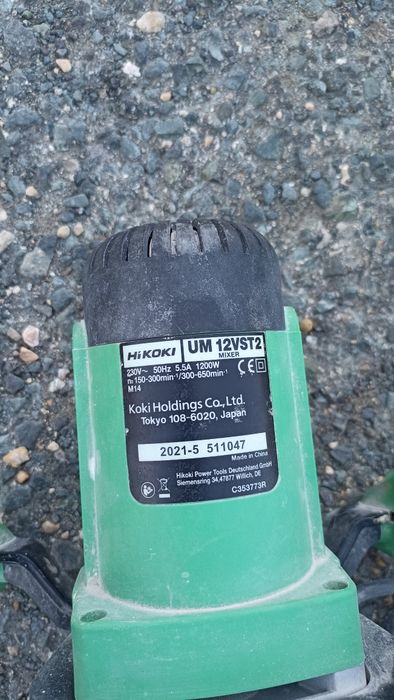 HiKOKI UM 12VST2
MIXER
230V~ 50Hz 5.5A 1200W
n₀ 150-300min⁻¹/300-650min⁻¹
M14
CE
Koki Holdings Co., Ltd.
Tokyo 108-6020, Japan
2021-5 511047
Made in China
Hikoki Power Tools Deutschland GmbH
Siemensring 34,47877 Willich, DE
C353773R